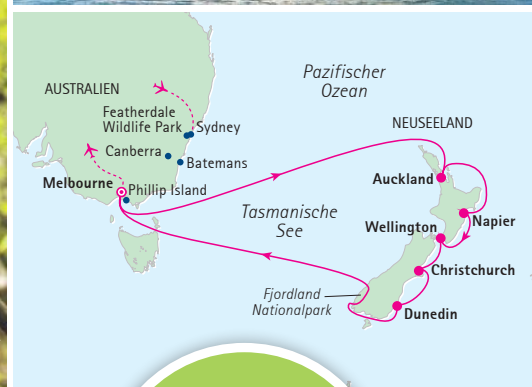 Pazifischer
Ozean
AUSTRALIEN
Featherdale
Wildlife Park
Sydney
Canberra
Batemans
Melbourne
Phillip Island
NEUSEELAND
Auckland
Napier
Wellington
Tasmanische
See
Christchurch
Fjordland
Nationalpark
Dunedin